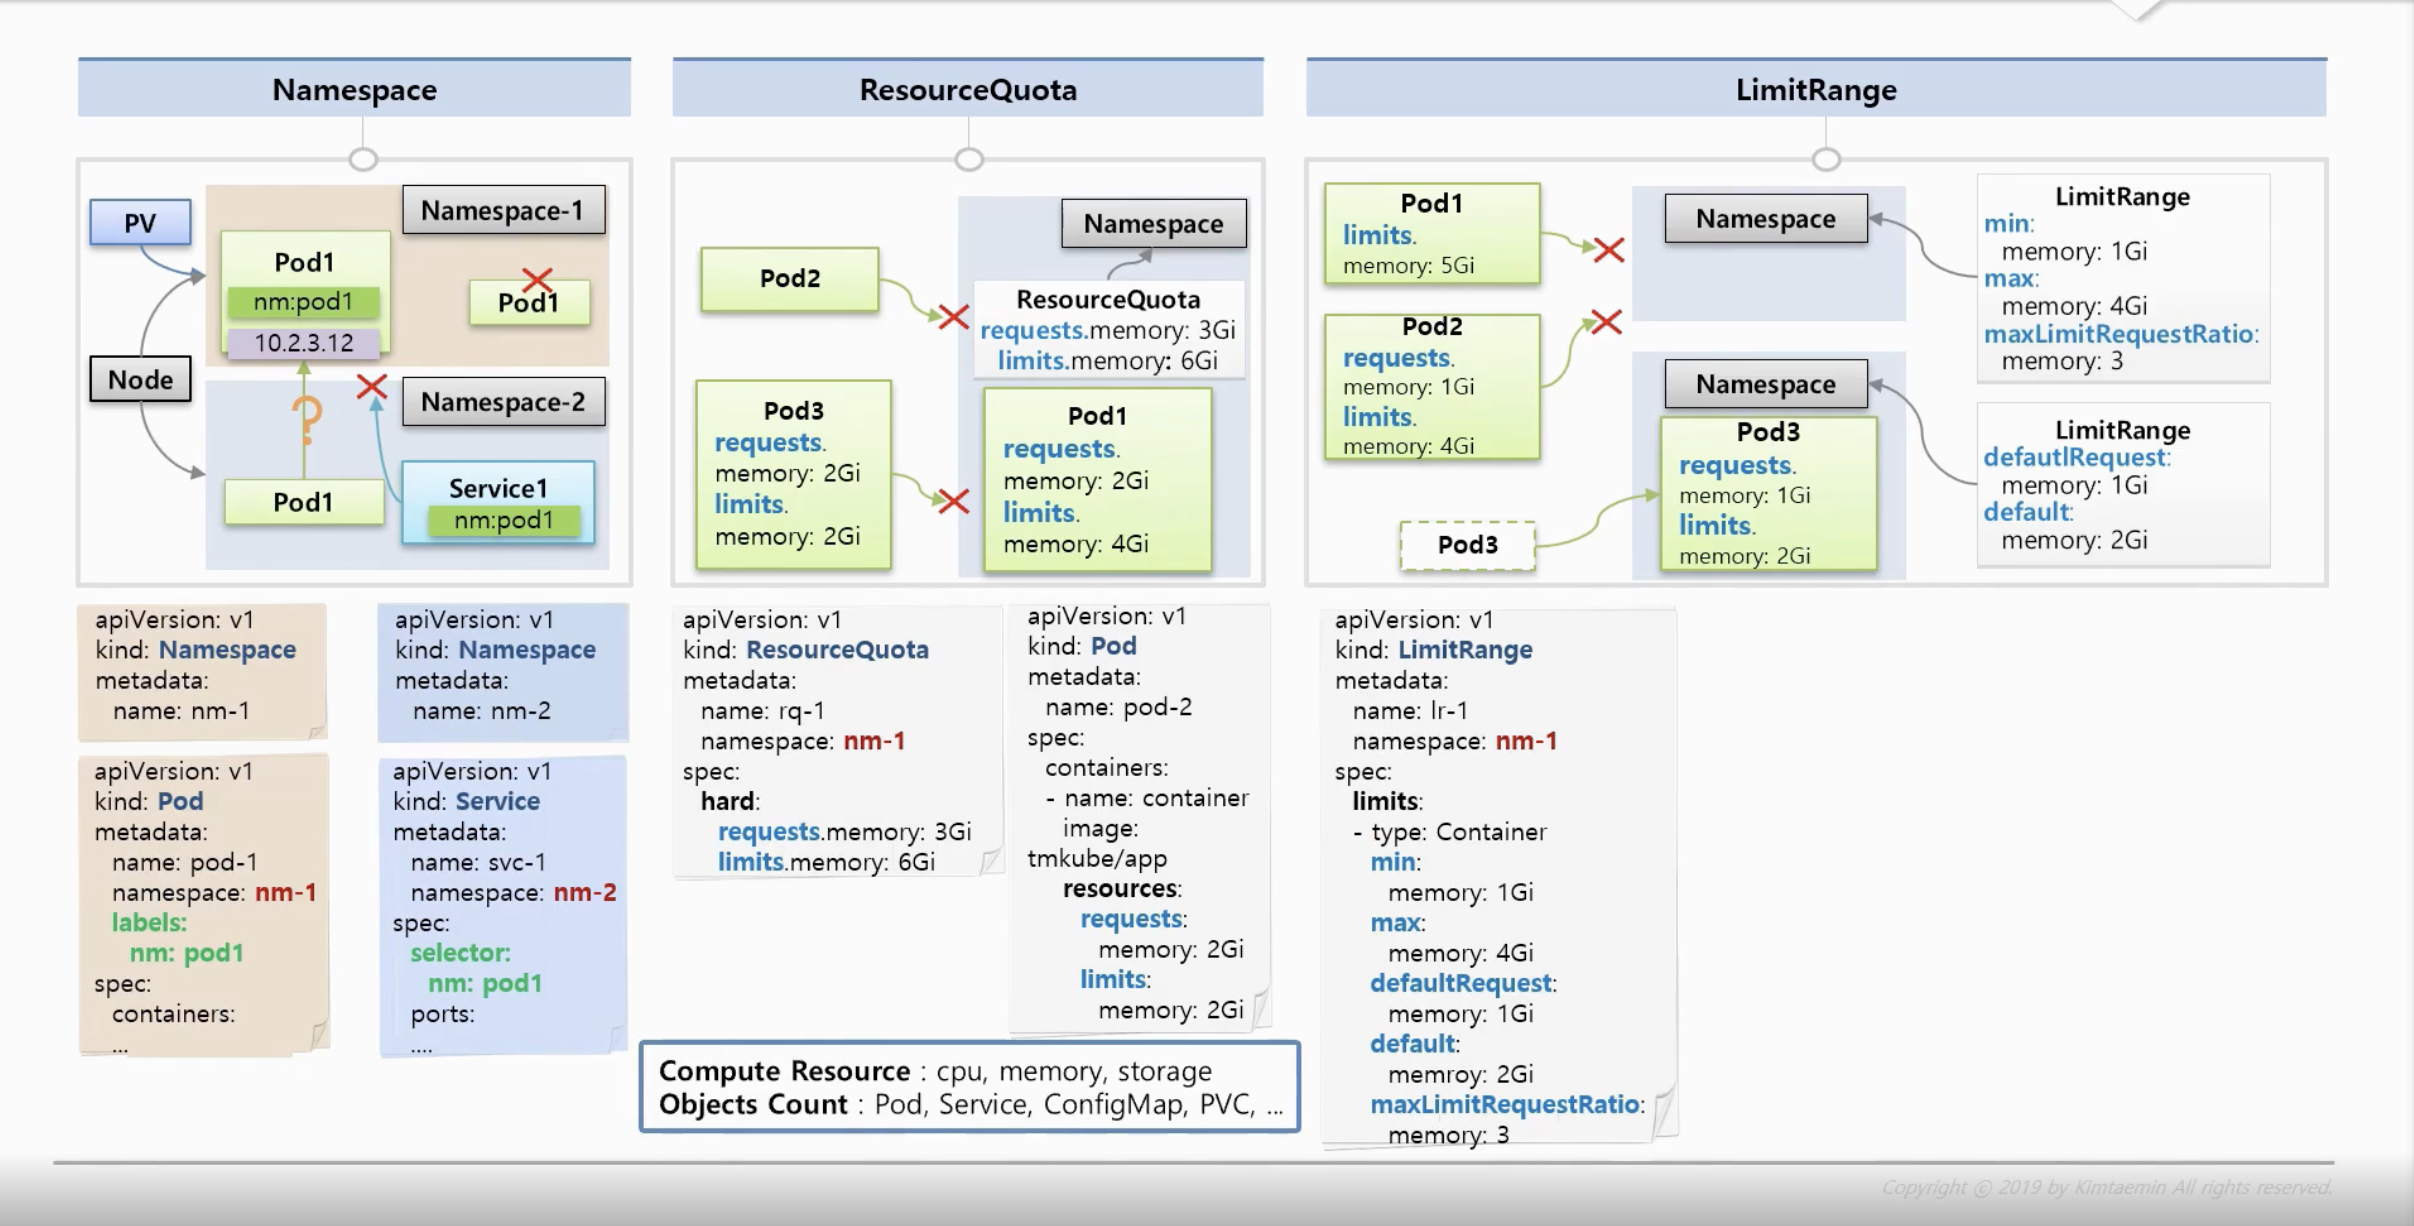 Namespace
PV
Node
Namespace-1
Pod1
nm:pod1
10.2.3.12
Pod1
?
Namespace-2
Pod1
Service1
nm:pod1
apiVersion: v1
kind: Namespace
metadata:
name: nm-1
apiVersion: v1
kind: Namespace
metadata:
name: nm-2
apiVersion: v1
kind: Pod
metadata:
name: pod-1
namespace: nm-1
labels:
nm: pod1
spec:
containers:
...
apiVersion: v1
kind: Service
metadata:
name: svc-1
namespace: nm-2
spec:
selector:
nm: pod1
ports:
....
ResourceQuota
Pod2
Namespace
ResourceQuota
requests.memory: 3Gi
limits.memory: 6Gi
Pod3
requests.
memory: 2Gi
limits.
memory: 2Gi
Pod1
requests.
memory: 2Gi
limits.
memory: 4Gi
apiVersion: v1
kind: ResourceQuota
metadata:
name: rq-1
namespace: nm-1
spec:
hard:
requests.memory: 3Gi
limits.memory: 6Gi
apiVersion: v1
kind: Pod
metadata:
name: pod-2
spec:
containers:
- name: container
image:
tmkube/app
resources:
requests:
memory: 2Gi
limits:
memory: 2Gi
Compute Resource : cpu, memory, storage
Objects Count : Pod, Service, ConfigMap, PVC, ...
LimitRange
Pod1
limits.
memory: 5Gi
Pod2
requests.
memory: 1Gi
limits.
memory: 4Gi
Pod3
Namespace
Namespace
Pod3
requests.
memory: 1Gi
limits.
memory: 2Gi
LimitRange
min:
memory: 1Gi
max:
memory: 4Gi
maxLimitRequestRatio:
memory: 3
LimitRange
defautlRequest:
memory: 1Gi
default:
memory: 2Gi
apiVersion: v1
kind: LimitRange
metadata:
name: lr-1
namespace: nm-1
spec:
limits:
- type: Container
min:
memory: 1Gi
max:
memory: 4Gi
defaultRequest:
memory: 1Gi
default:
memroy: 2Gi
maxLimitRequestRatio:
memory: 3
Copyright ⓒ 2019 by Kimtaemin All rights reserved.